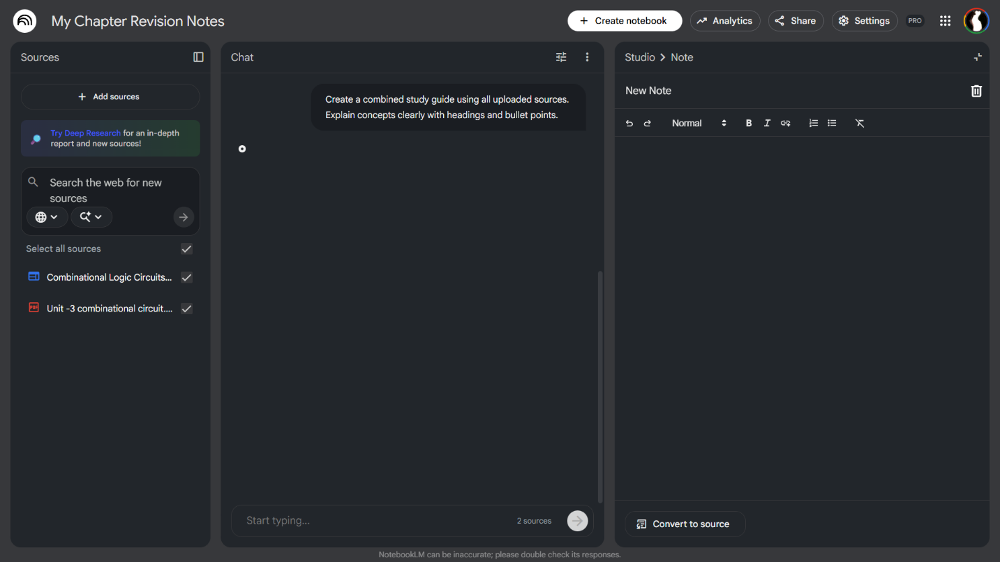 My Chapter Revision Notes
Create notebook
Analytics
Share
Settings
PRO
Sources
Add sources
Try Deep Research for an in-depth
report and new sources!
Search the web for new
sources
Select all sources
Combinational Logic Circuits...
Unit -3 combinational circuit....
PDF
Chat
Create a combined study guide using all uploaded sources.
Explain concepts clearly with headings and bullet points.
Start typing...
2 sources
Studio > Note
New Note
Normal
B
I
Convert to source
NotebookLM can be inaccurate; please double check its responses.